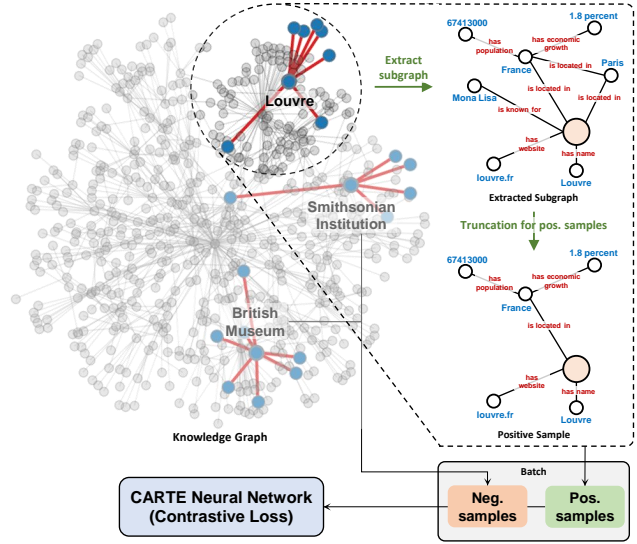 Louvre
Smithsonian
Institution
British
Museum
Knowledge Graph
Extract
subgraph
67413000
1.8 percent
has
population
has economic
growth
France
is located in
Paris
is located in
is located in
Mona Lisa
is known for
has
website
has name
louvre.fr
Louvre
Extracted Subgraph
Truncation for pos. samples
67413000
1.8 percent
has
population
has economic
growth
France
is located in
has
website
has name
louvre.fr
Louvre
Positive Sample
Batch
Neg.
samples
Pos.
samples
CARTE Neural Network
(Contrastive Loss)